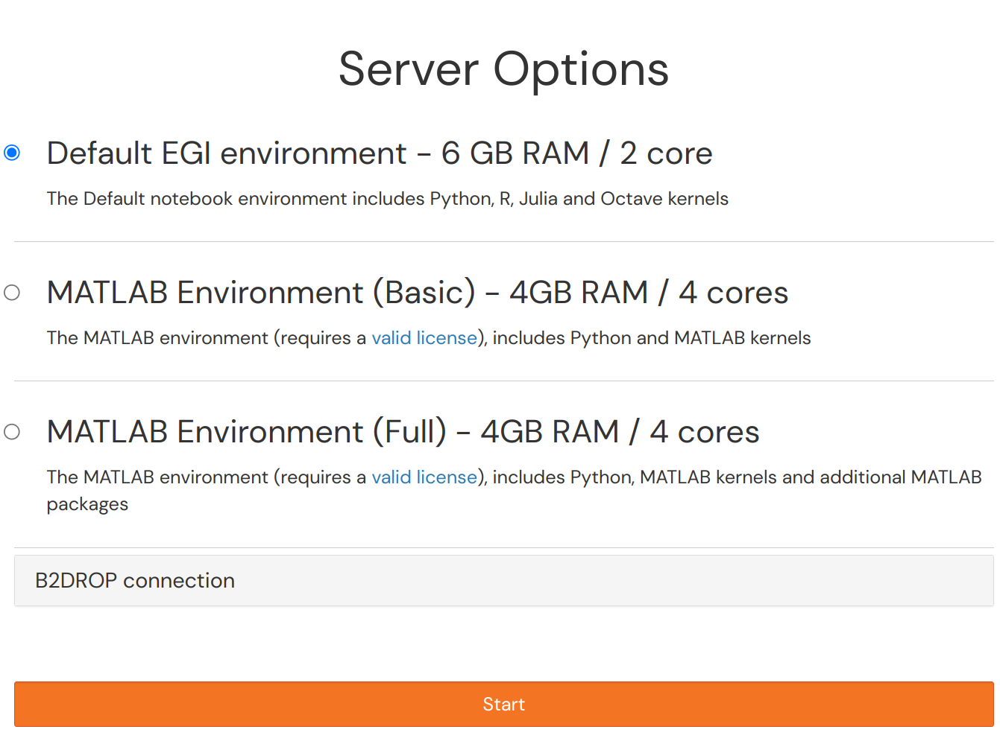 Server Options
Default EGI environment - 6 GB RAM / 2 core
The Default notebook environment includes Python, R, Julia and Octave kernels
MATLAB Environment (Basic) - 4GB RAM / 4 cores
The MATLAB environment (requires a valid license), includes Python and MATLAB kernels
MATLAB Environment (Full) - 4GB RAM / 4 cores
The MATLAB environment (requires a valid license), includes Python, MATLAB kernels and additional MATLAB
packages
B2DROP connection
Start